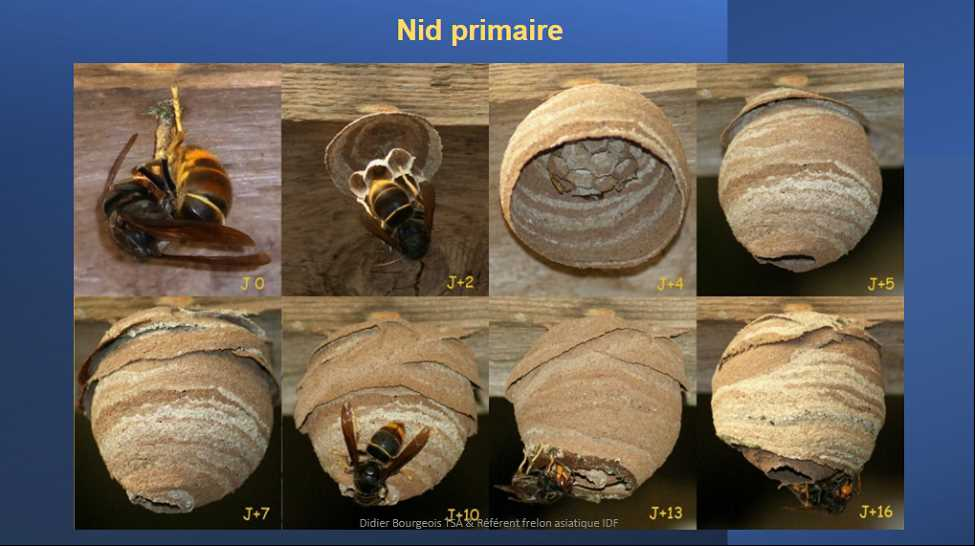 Nid primaire
J 0
J+2
J+4
J+5
J+7
J+10
J+13
J+16
Didier Bourgeois TSA & Référent frelon asiatique IDF